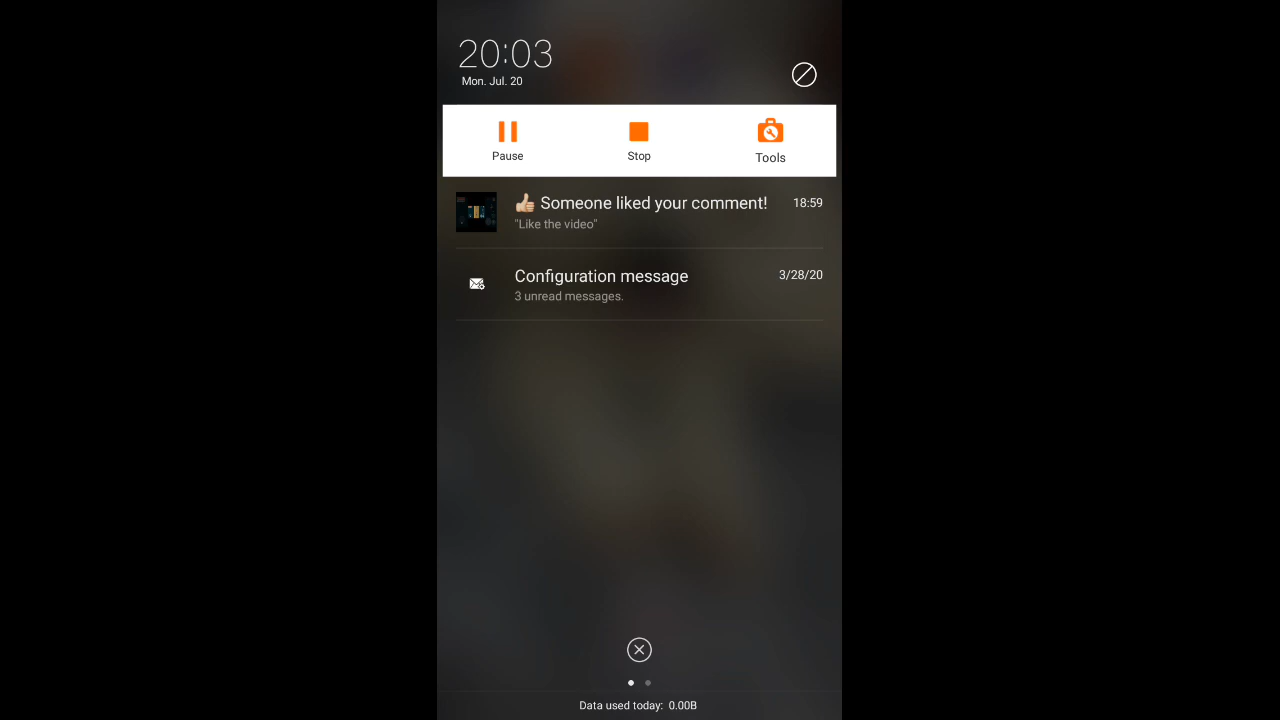 20:03
Mon. Jul. 20
Pause
Stop
Tools
👍🏼 Someone liked your comment!
18:59
"Like the video"
Configuration message
3/28/20
3 unread messages.
Data used today: 0.00B